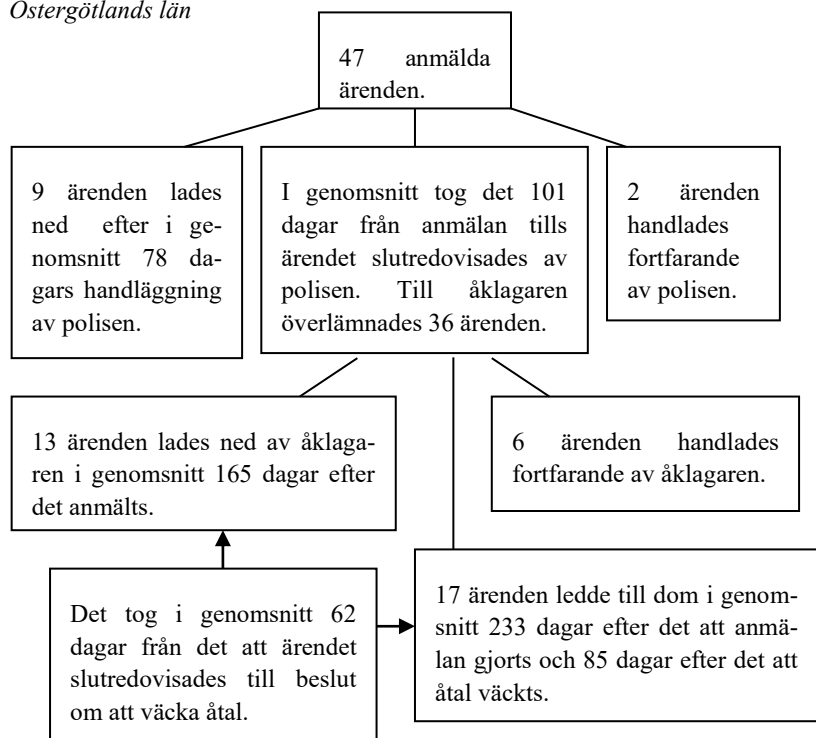 Östergötlands län
47 anmälda
ärenden.
9 ärenden lades
ned efter i ge-
nomsnitt 78 da-
gars handläggning
av polisen.
I genomsnitt tog det 101
dagar från anmälan tills
ärendet slutredovisades av
polisen. Till åklagaren
överlämnades 36 ärenden.
2 ärenden
handlades
fortfarande
av polisen.
13 ärenden lades ned av åklaga-
ren i genomsnitt 165 dagar efter
det anmälts.
6 ärenden handlades
fortfarande av åklagaren.
Det tog i genomsnitt 62
dagar från det att ärendet
slutredovisades till beslut
om att väcka åtal.
17 ärenden ledde till dom i genom-
snitt 233 dagar efter det att anmä-
lan gjorts och 85 dagar efter det att
åtal väckts.